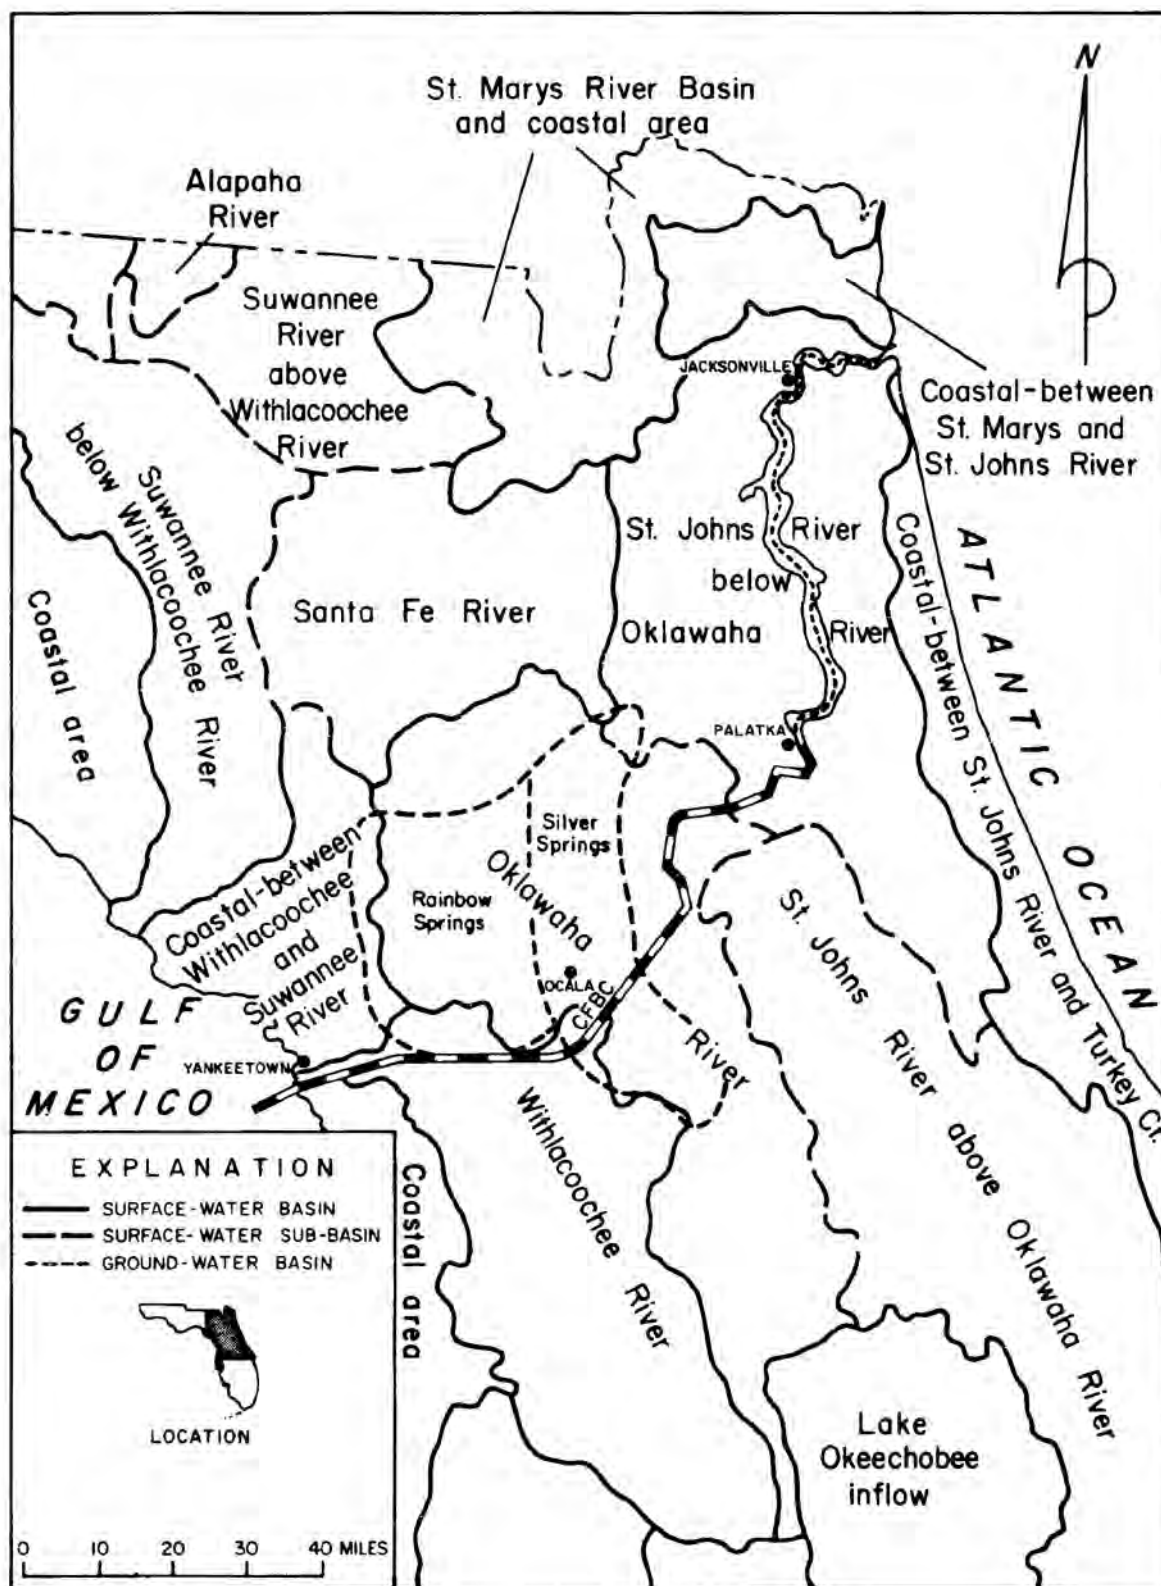 N
St. Marys River Basin
and coastal area
Alapaha
River
Suwannee
River
above
Withlacoochee
River
JACKSONVILLE
Coastal-between
St. Marys and
St. Johns River
Suwannee River
below Withlacoochee River
Coastal area
Santa Fe River
St. Johns River
below
Oklawaha River
Coastal-between St. Johns River and Turkey Cr.
ATLANTIC OCEAN
PALATKA
Silver
Springs
Oklawaha River
Rainbow
Springs
Coastal-between
Withlacoochee
and
Suwannee
River
OCALA
C.F.B.C.
St. Johns River above Oklawaha River
GULF
OF
MEXICO
YANKEETOWN
Withlacoochee River
Coastal area
Lake
Okeechobee
inflow
EXPLANATION
SURFACE-WATER BASIN
SURFACE-WATER SUB-BASIN
GROUND-WATER BASIN
LOCATION
0 10 20 30 40 MILES